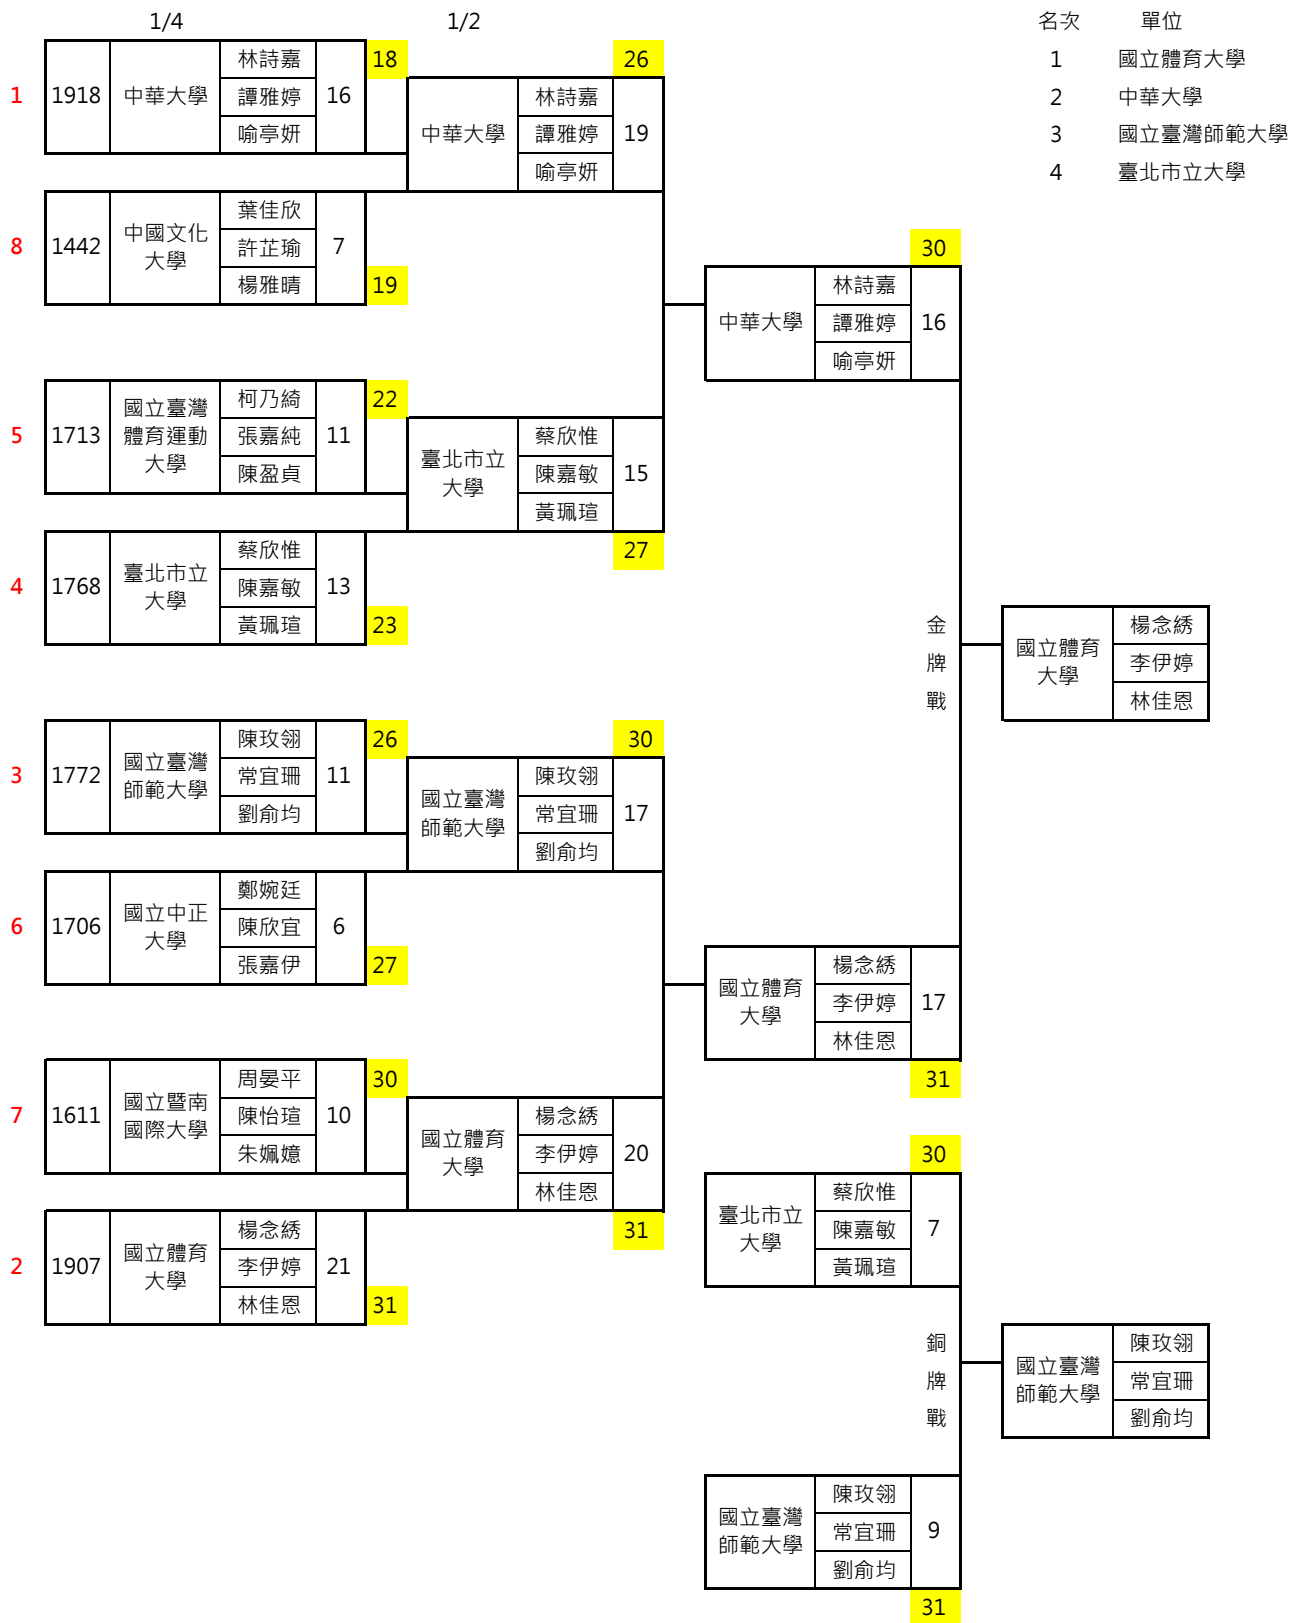 1/4
1/2
名次 單位
1 國立體育大學
2 中華大學
3 國立臺灣師範大學
4 臺北市立大學
1
1918
中華大學
林詩嘉
譚雅婷
喻亭妍
16
18
8
1442
中國文化
大學
葉佳欣
許芷瑜
楊雅晴
7
19
5
1713
國立臺灣
體育運動
大學
柯乃綺
張嘉純
陳盈貞
11
22
4
1768
臺北市立
大學
蔡欣惟
陳嘉敏
黃珮瑄
13
23
3
1772
國立臺灣
師範大學
陳玫翎
常宜珊
劉俞均
11
26
6
1706
國立中正
大學
鄭婉廷
陳欣宜
張嘉伊
6
27
7
1611
國立暨南
國際大學
周晏平
陳怡瑄
朱姵嬑
10
30
2
1907
國立體育
大學
楊念綉
李伊婷
林佳恩
21
31
26
中華大學
林詩嘉
譚雅婷
喻亭妍
19
臺北市立
大學
蔡欣惟
陳嘉敏
黃珮瑄
15
27
30
國立臺灣
師範大學
陳玫翎
常宜珊
劉俞均
17
國立體育
大學
楊念綉
李伊婷
林佳恩
20
31
30
中華大學
林詩嘉
譚雅婷
喻亭妍
16
金
牌
戰
國立體育
大學
楊念綉
李伊婷
林佳恩
17
31
國立體育
大學
楊念綉
李伊婷
林佳恩
30
臺北市立
大學
蔡欣惟
陳嘉敏
黃珮瑄
7
銅
牌
戰
國立臺灣
師範大學
陳玫翎
常宜珊
劉俞均
9
31
國立臺灣
師範大學
陳玫翎
常宜珊
劉俞均